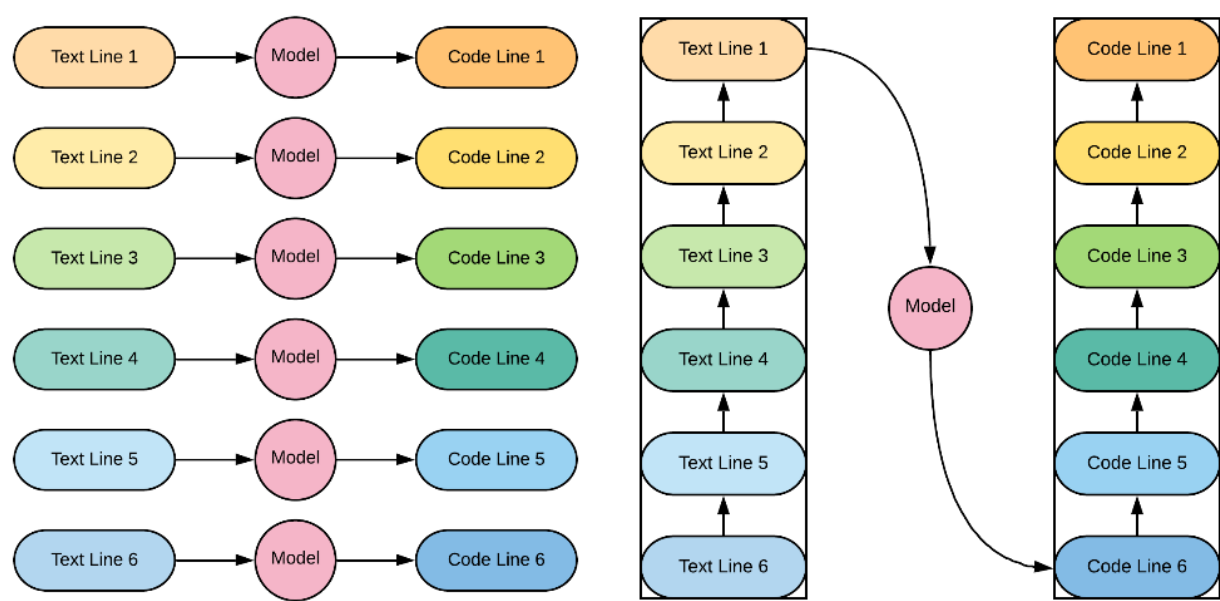 Text Line 1 Model Code Line 1
Text Line 2 Model Code Line 2
Text Line 3 Model Code Line 3
Text Line 4 Model Code Line 4
Text Line 5 Model Code Line 5
Text Line 6 Model Code Line 6
Text Line 1
Text Line 2
Text Line 3
Text Line 4
Text Line 5
Text Line 6
Model
Code Line 1
Code Line 2
Code Line 3
Code Line 4
Code Line 5
Code Line 6